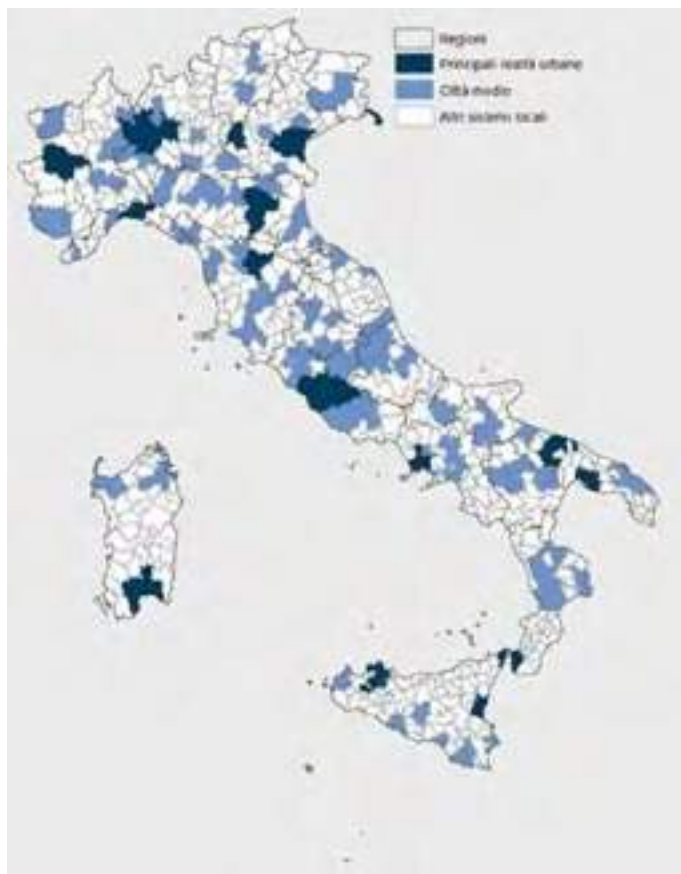 Regioni
Principali realtà urbane
Città medie
Altri sistemi locali